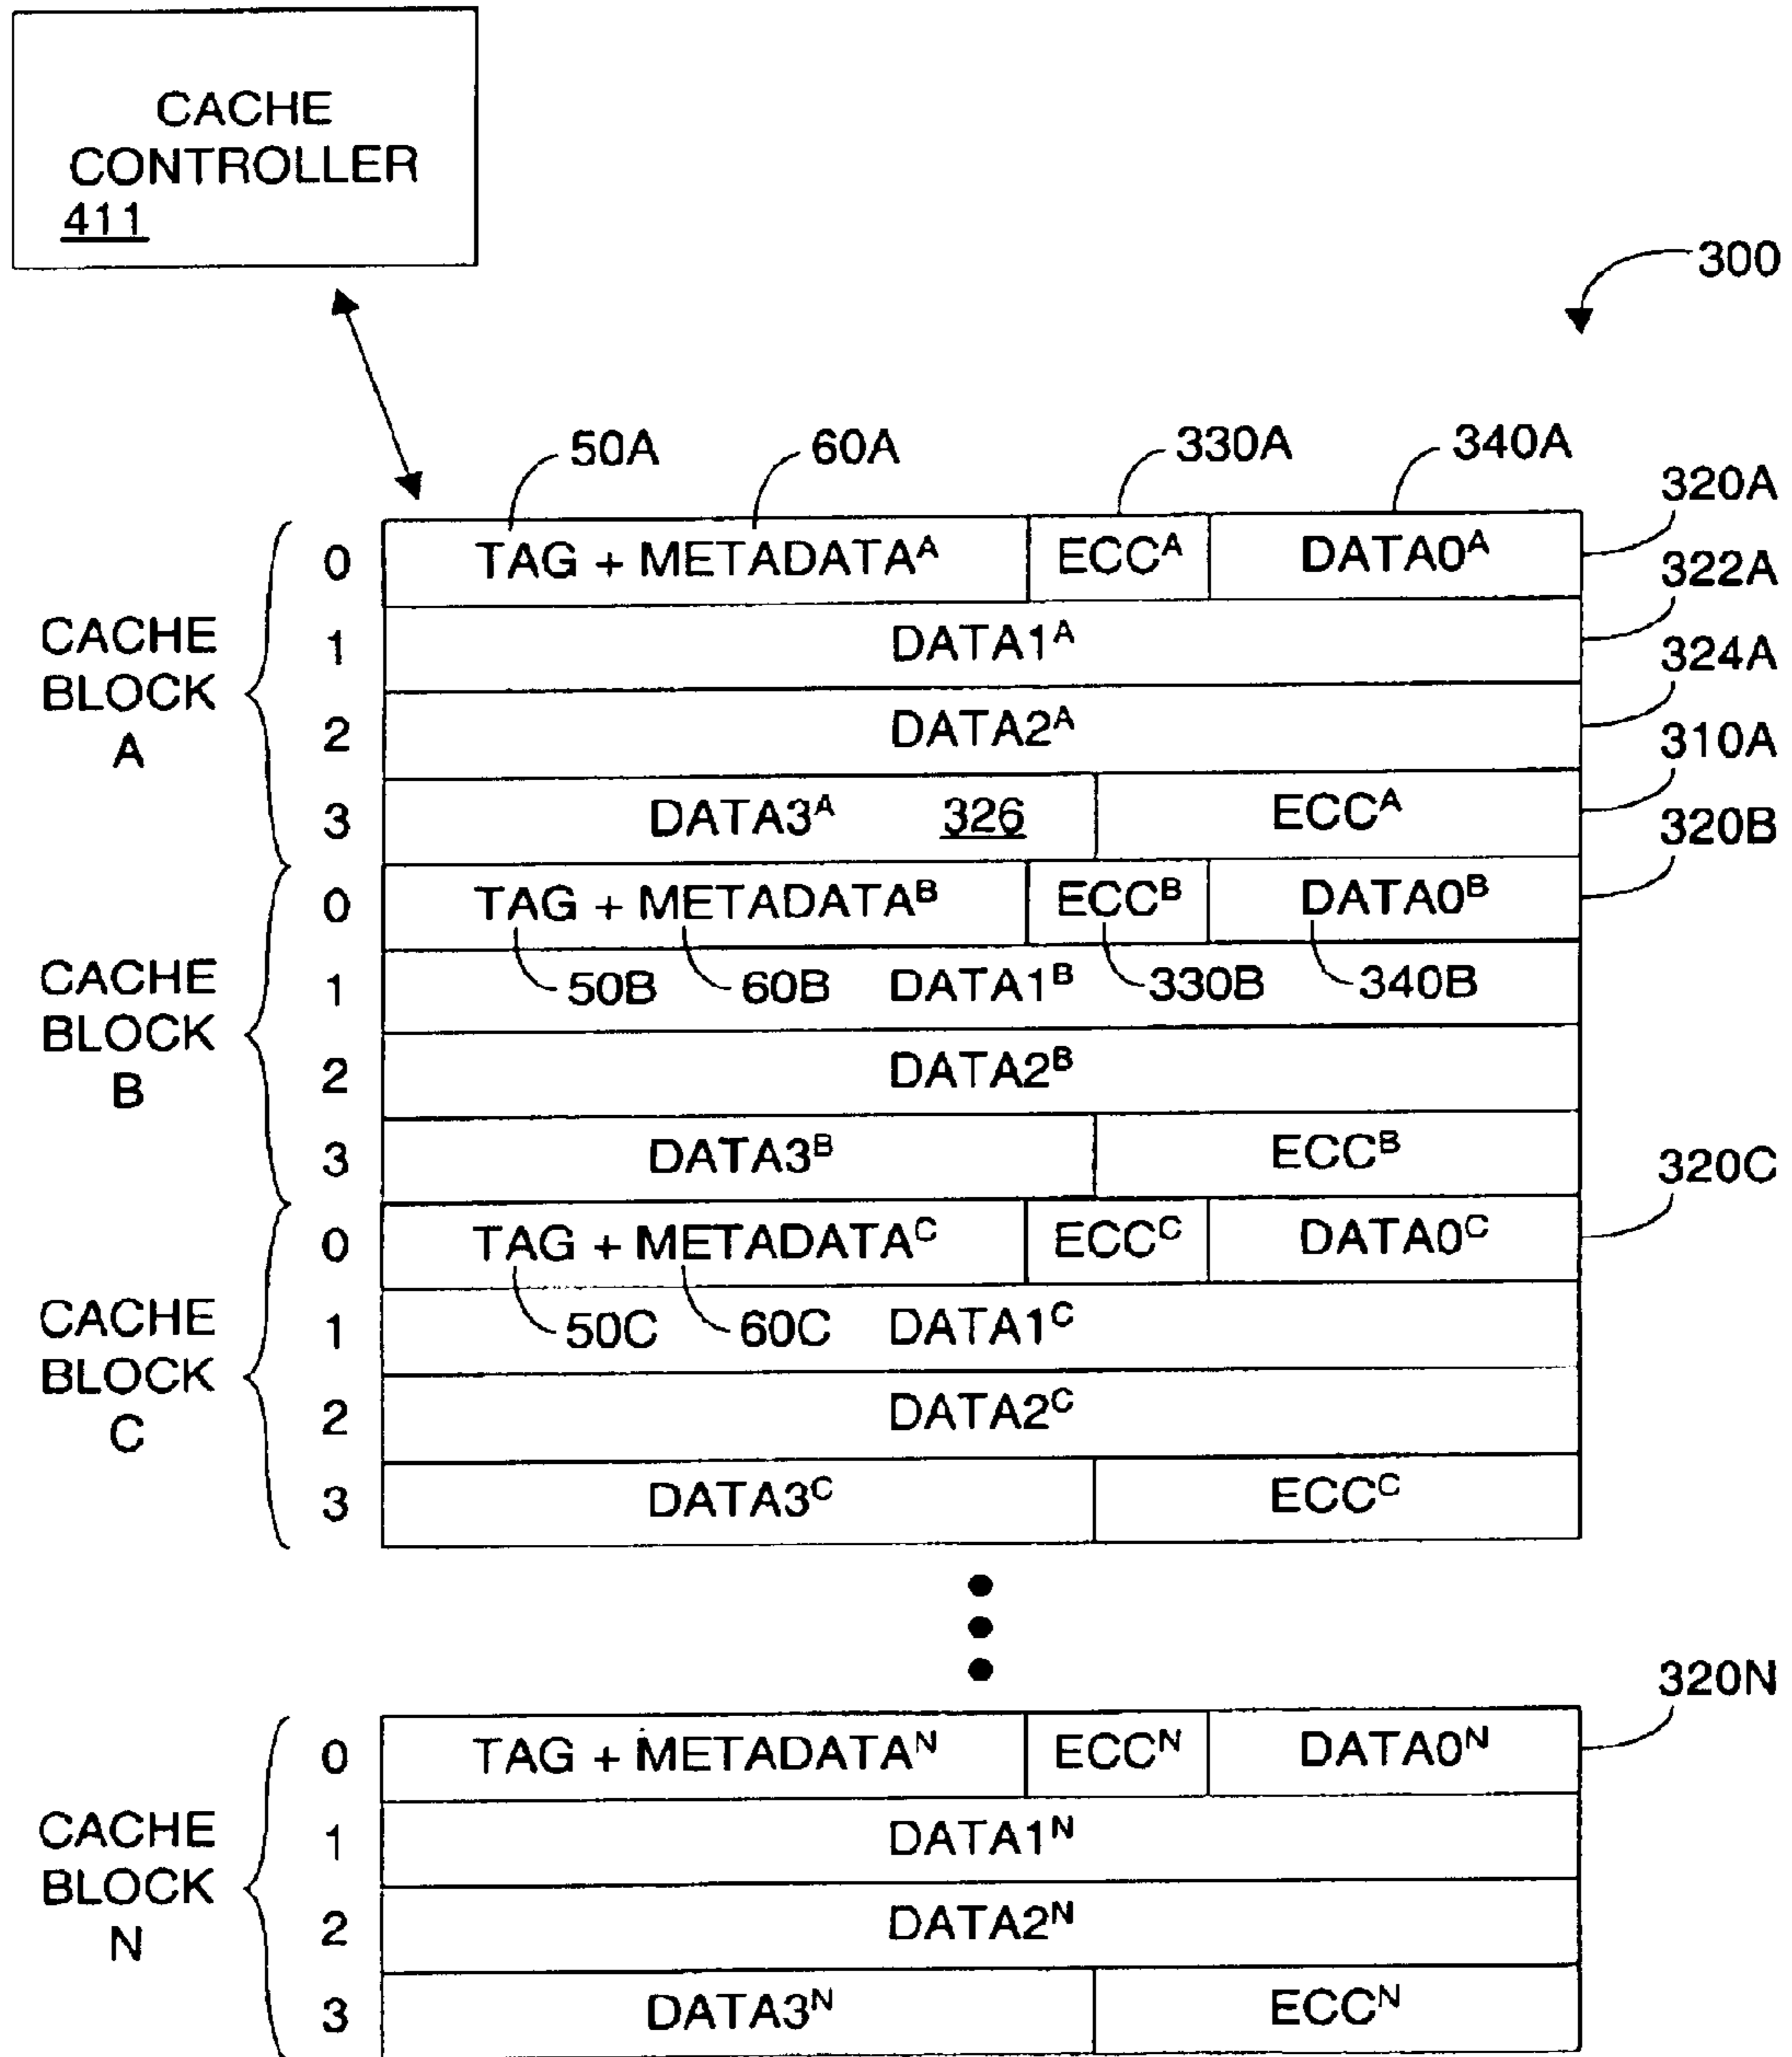 CACHE
CONTROLLER
411
300
50A 60A 330A 340A
320A
0 TAG + METADATAᴬ ECCᴬ DATA0ᴬ
322A
CACHE BLOCK A
1 DATA1ᴬ
324A
2 DATA2ᴬ
310A
3 DATA3ᴬ 326 ECCᴬ
320B
0 TAG + METADATAᴮ ECCᴮ DATA0ᴮ
CACHE BLOCK B
1 50B 60B DATA1ᴮ 330B 340B
2 DATA2ᴮ
3 DATA3ᴮ ECCᴮ
320C
0 TAG + METADATAᶜ ECCᶜ DATA0ᶜ
CACHE BLOCK C
1 50C 60C DATA1ᶜ
2 DATA2ᶜ
3 DATA3ᶜ ECCᶜ
320N
0 TAG + METADATAᴺ ECCᴺ DATA0ᴺ
CACHE BLOCK N
1 DATA1ᴺ
2 DATA2ᴺ
3 DATA3ᴺ ECCᴺ